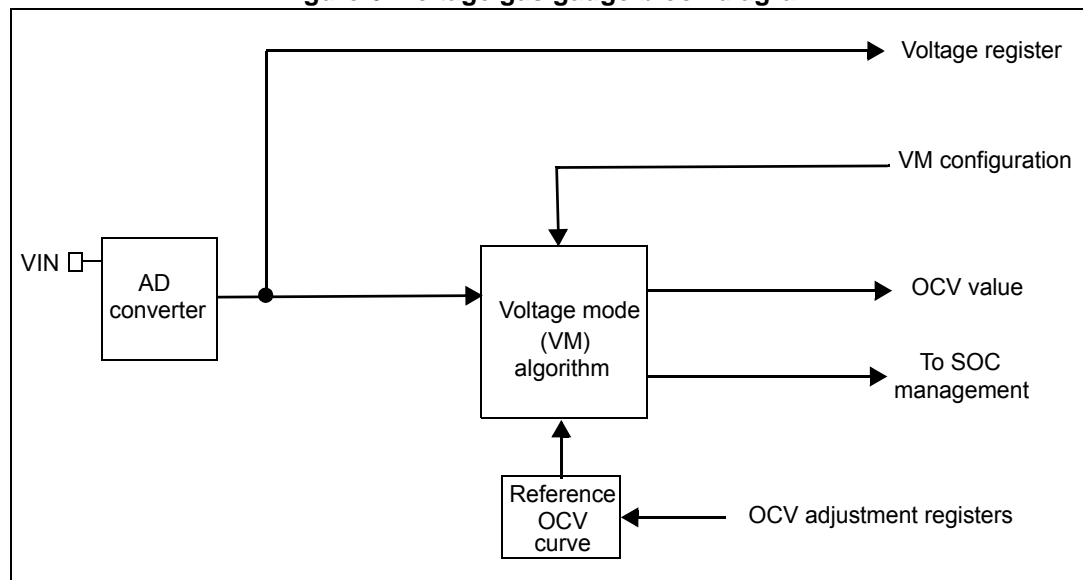 Voltage register
VM configuration
VIN
AD
converter
Voltage mode
(VM)
algorithm
OCV value
To SOC
management
Reference
OCV
curve
OCV adjustment registers